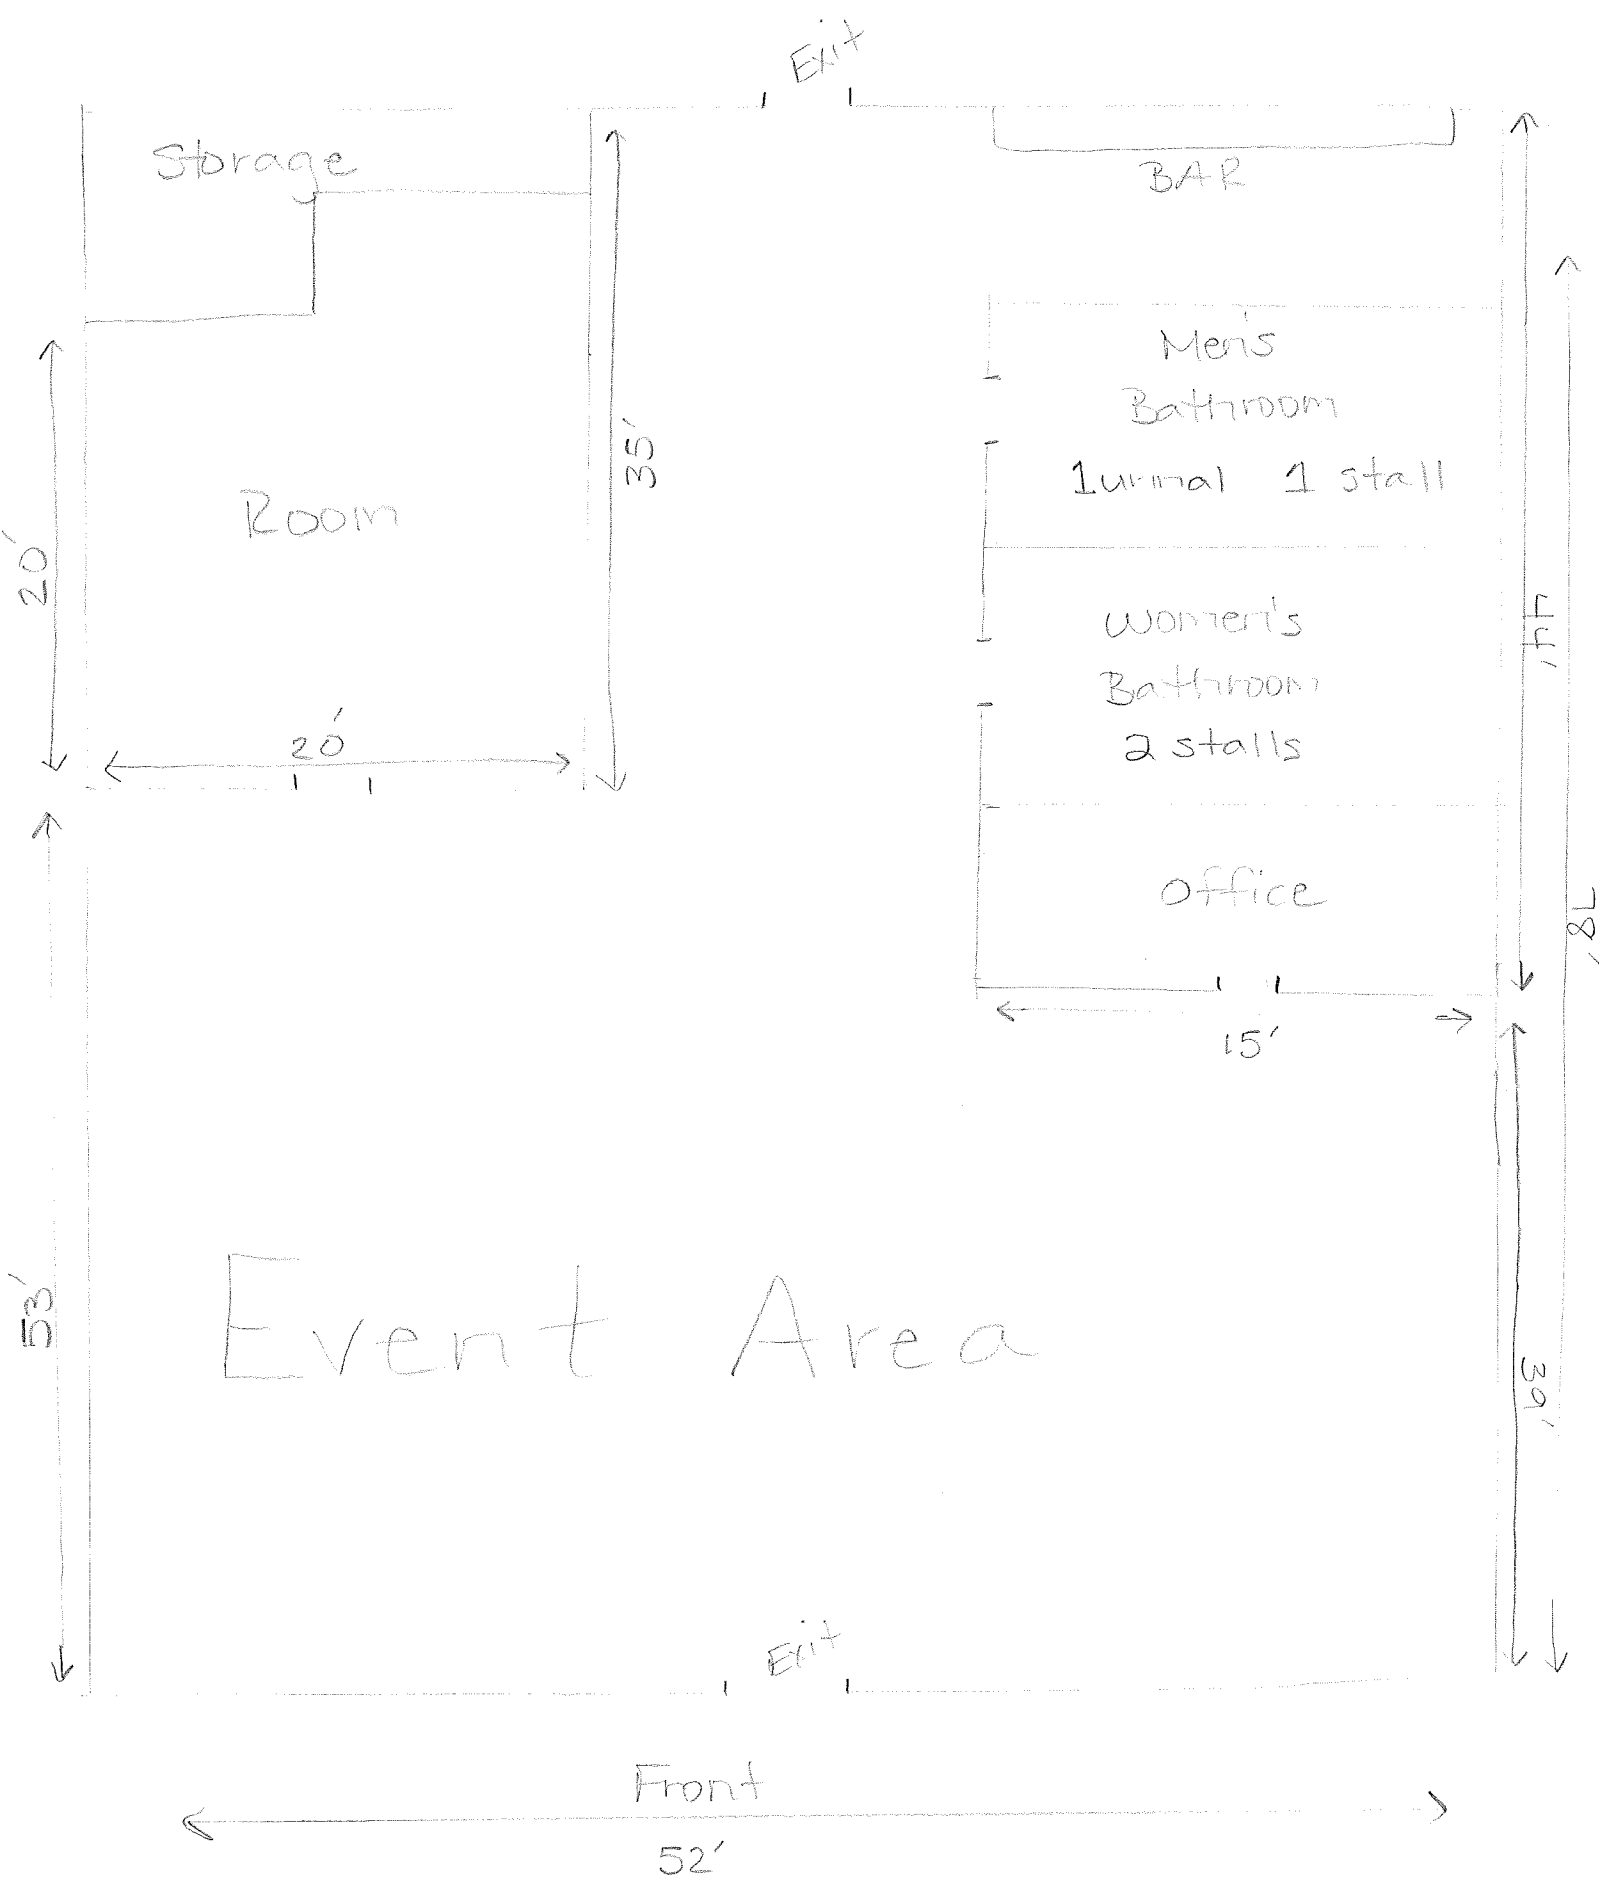 Exit
Storage
BAR
Men's
Bathroom
1 urinal 1 stall
35'
Room
20'
44'
Women's
Bathroom
2 stalls
20'
Office
78'
15'
53'
Event Area
39'
Exit
Front
52'